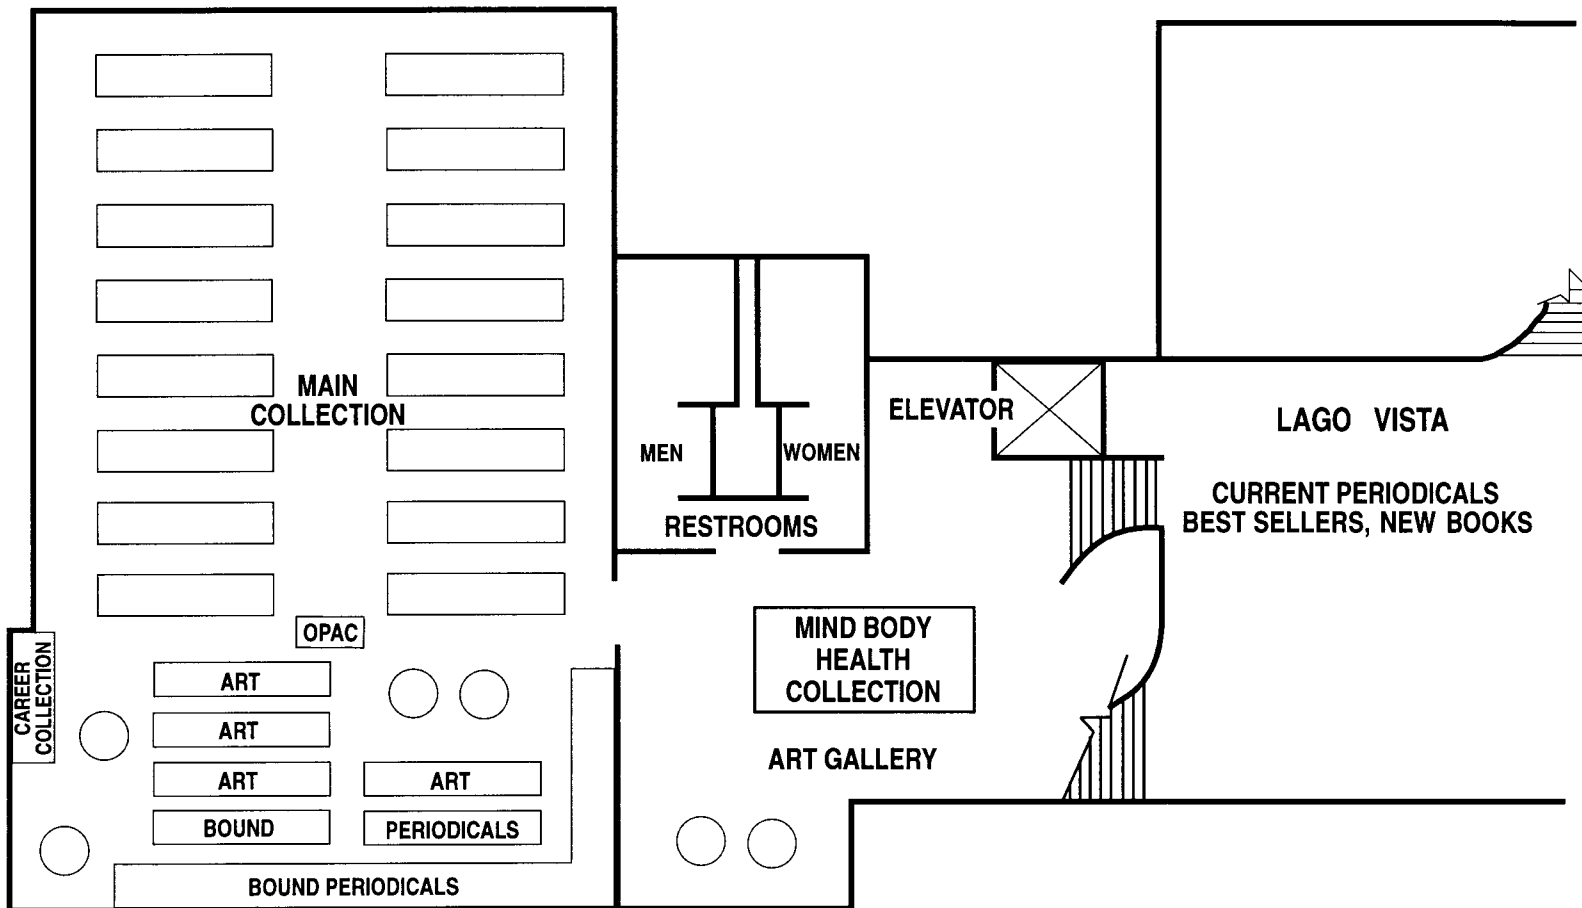 MAIN
COLLECTION
ELEVATOR
LAGO VISTA
MEN
WOMEN
CURRENT PERIODICALS
BEST SELLERS, NEW BOOKS
RESTROOMS
OPAC
MIND BODY
HEALTH
COLLECTION
CAREER
COLLECTION
ART
ART
ART GALLERY
ART
ART
BOUND
PERIODICALS
BOUND PERIODICALS